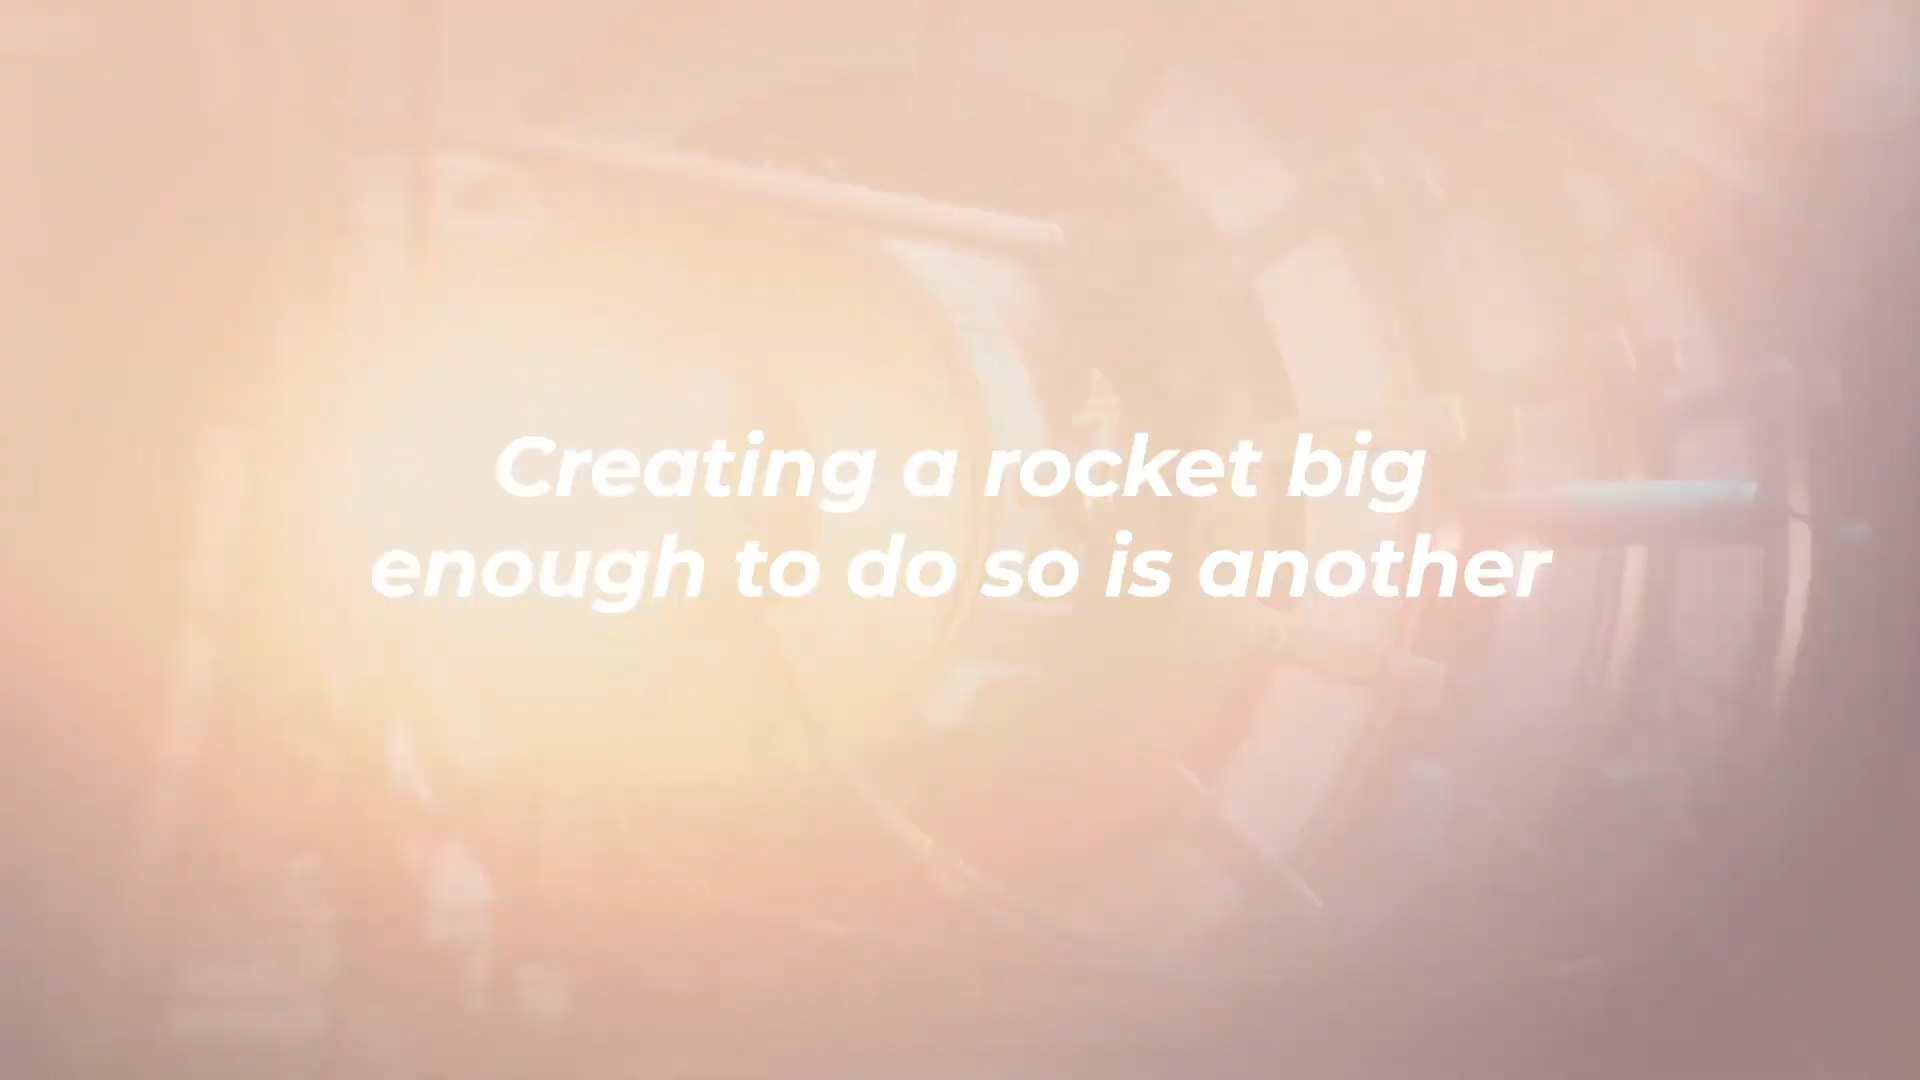 Creating a rocket big
enough to do so is another